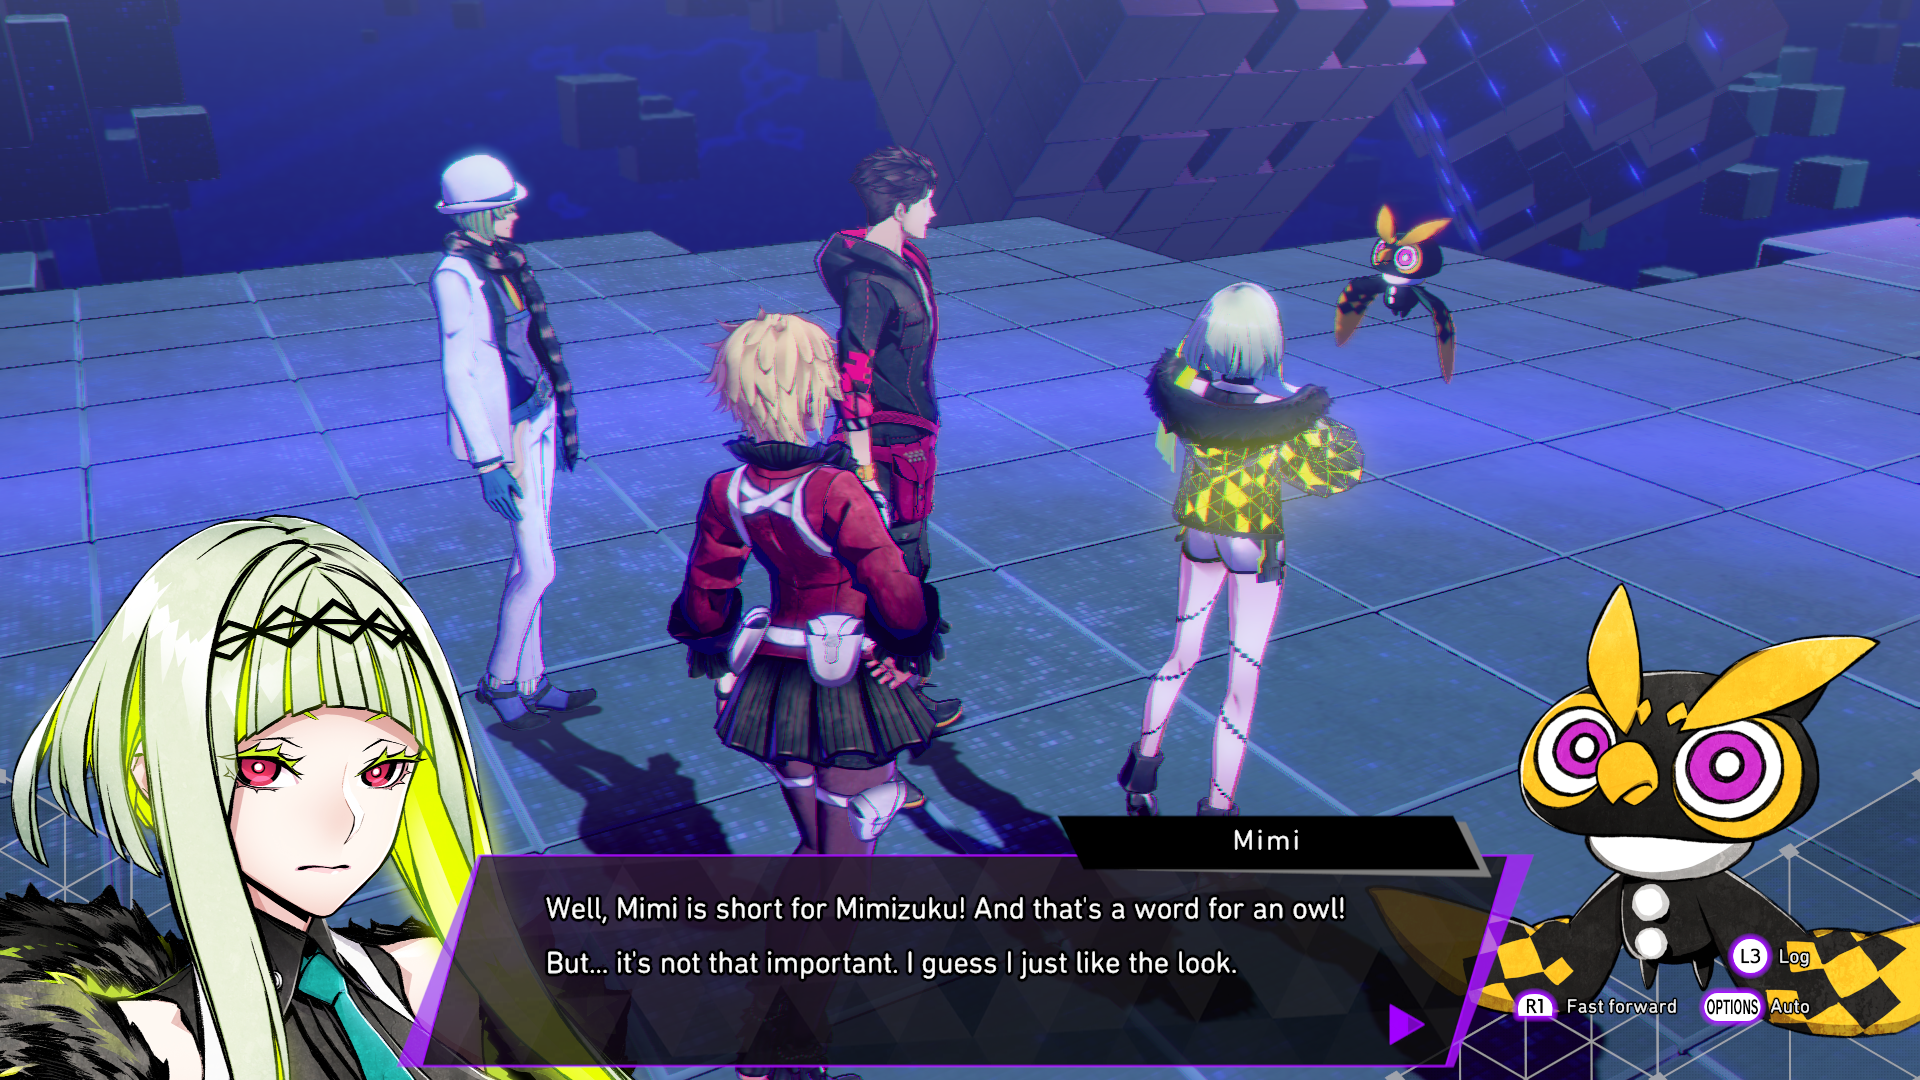 Mimi
Well, Mimi is short for Mimizuku! And that's a word for an owl!
But... it's not that important. I guess I just like the look.
L3 Log
R1 Fast forward OPTIONS Auto